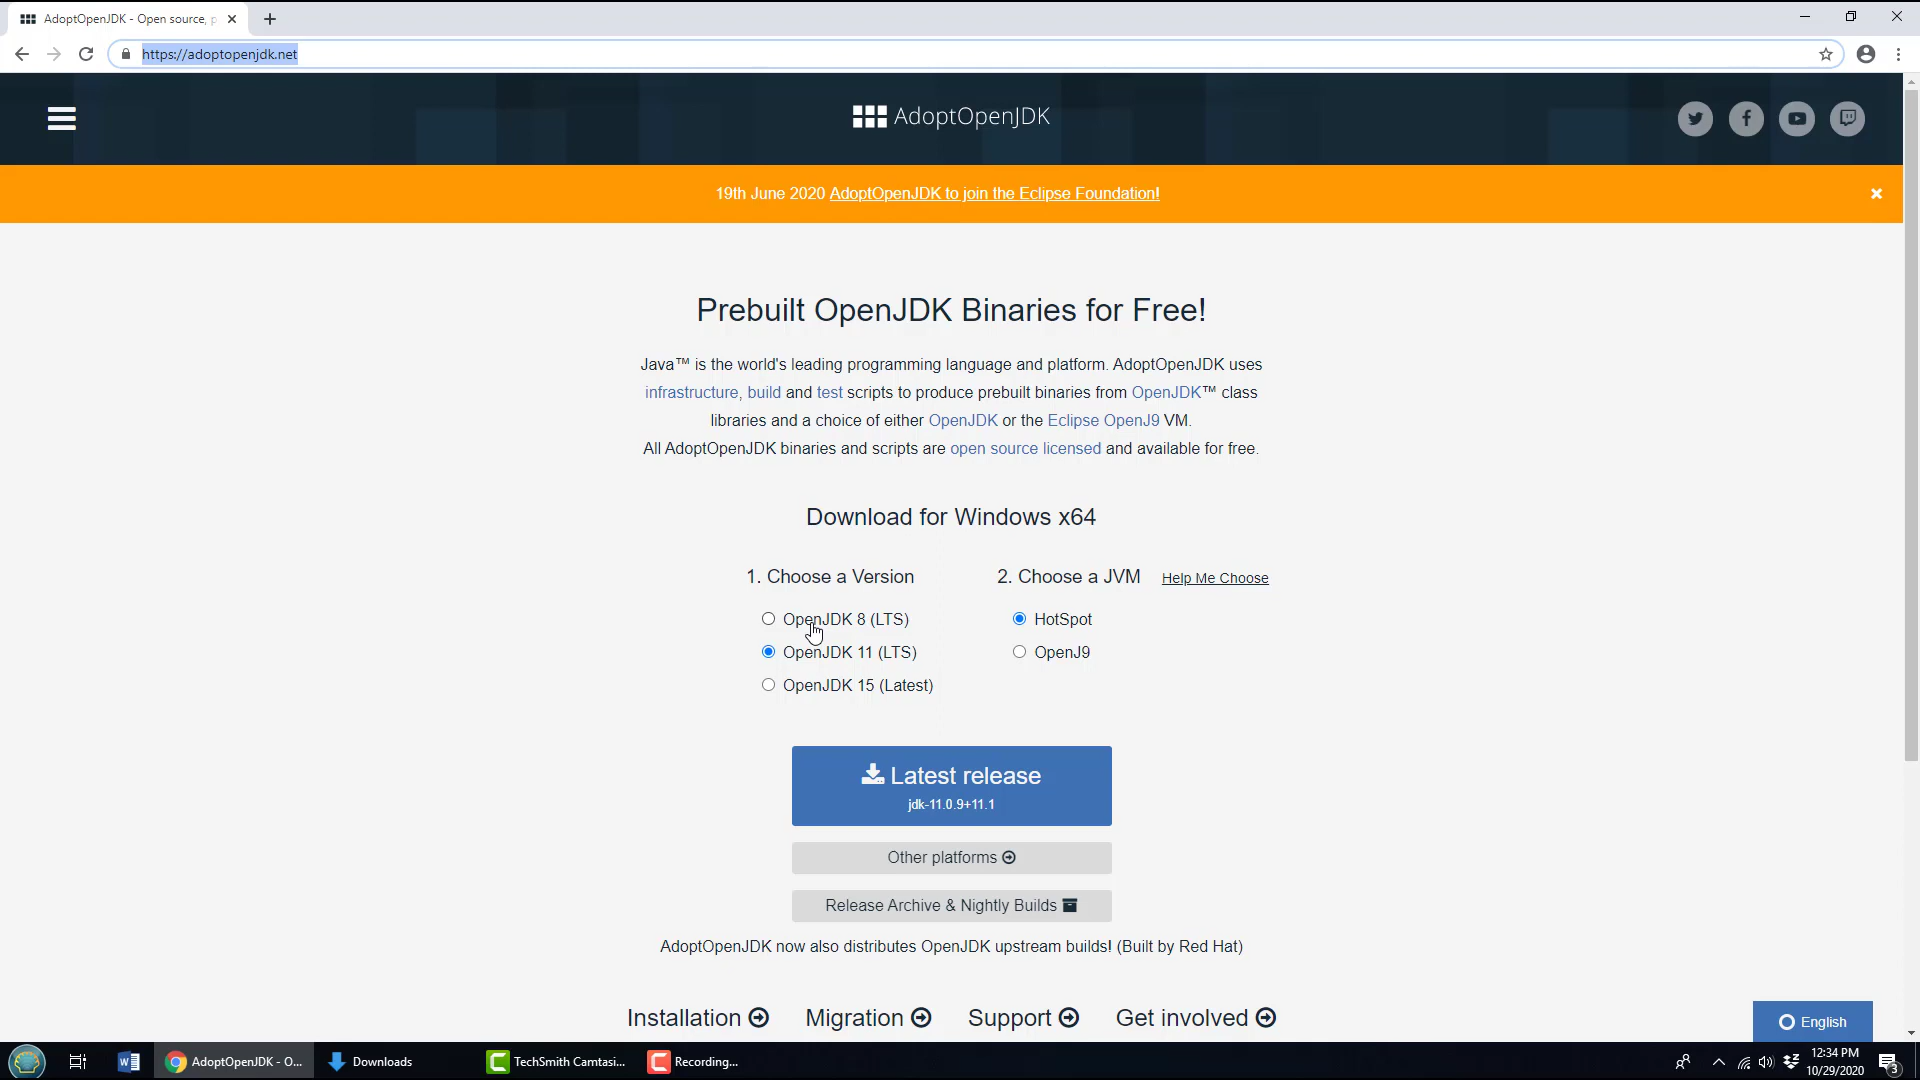 AdoptOpenJDK - Open source, p
https://adoptopenjdk.net
AdoptOpenJDK
19th June 2020 AdoptOpenJDK to join the Eclipse Foundation!
Prebuilt OpenJDK Binaries for Free!
Java™ is the world's leading programming language and platform. AdoptOpenJDK uses
infrastructure, build and test scripts to produce prebuilt binaries from OpenJDK™ class
libraries and a choice of either OpenJDK or the Eclipse OpenJ9 VM.
All AdoptOpenJDK binaries and scripts are open source licensed and available for free.
Download for Windows x64
1. Choose a Version
2. Choose a JVM Help Me Choose
OpenJDK 8 (LTS)
HotSpot
OpenJDK 11 (LTS)
OpenJ9
OpenJDK 15 (Latest)
Latest release
jdk-11.0.9+11.1
Other platforms
Release Archive & Nightly Builds
AdoptOpenJDK now also distributes OpenJDK upstream builds! (Built by Red Hat)
Installation Migration Support Get involved
English
AdoptOpenJDK - O...
Downloads
TechSmith Camtasi...
Recording...
12:34 PM
10/29/2020
3